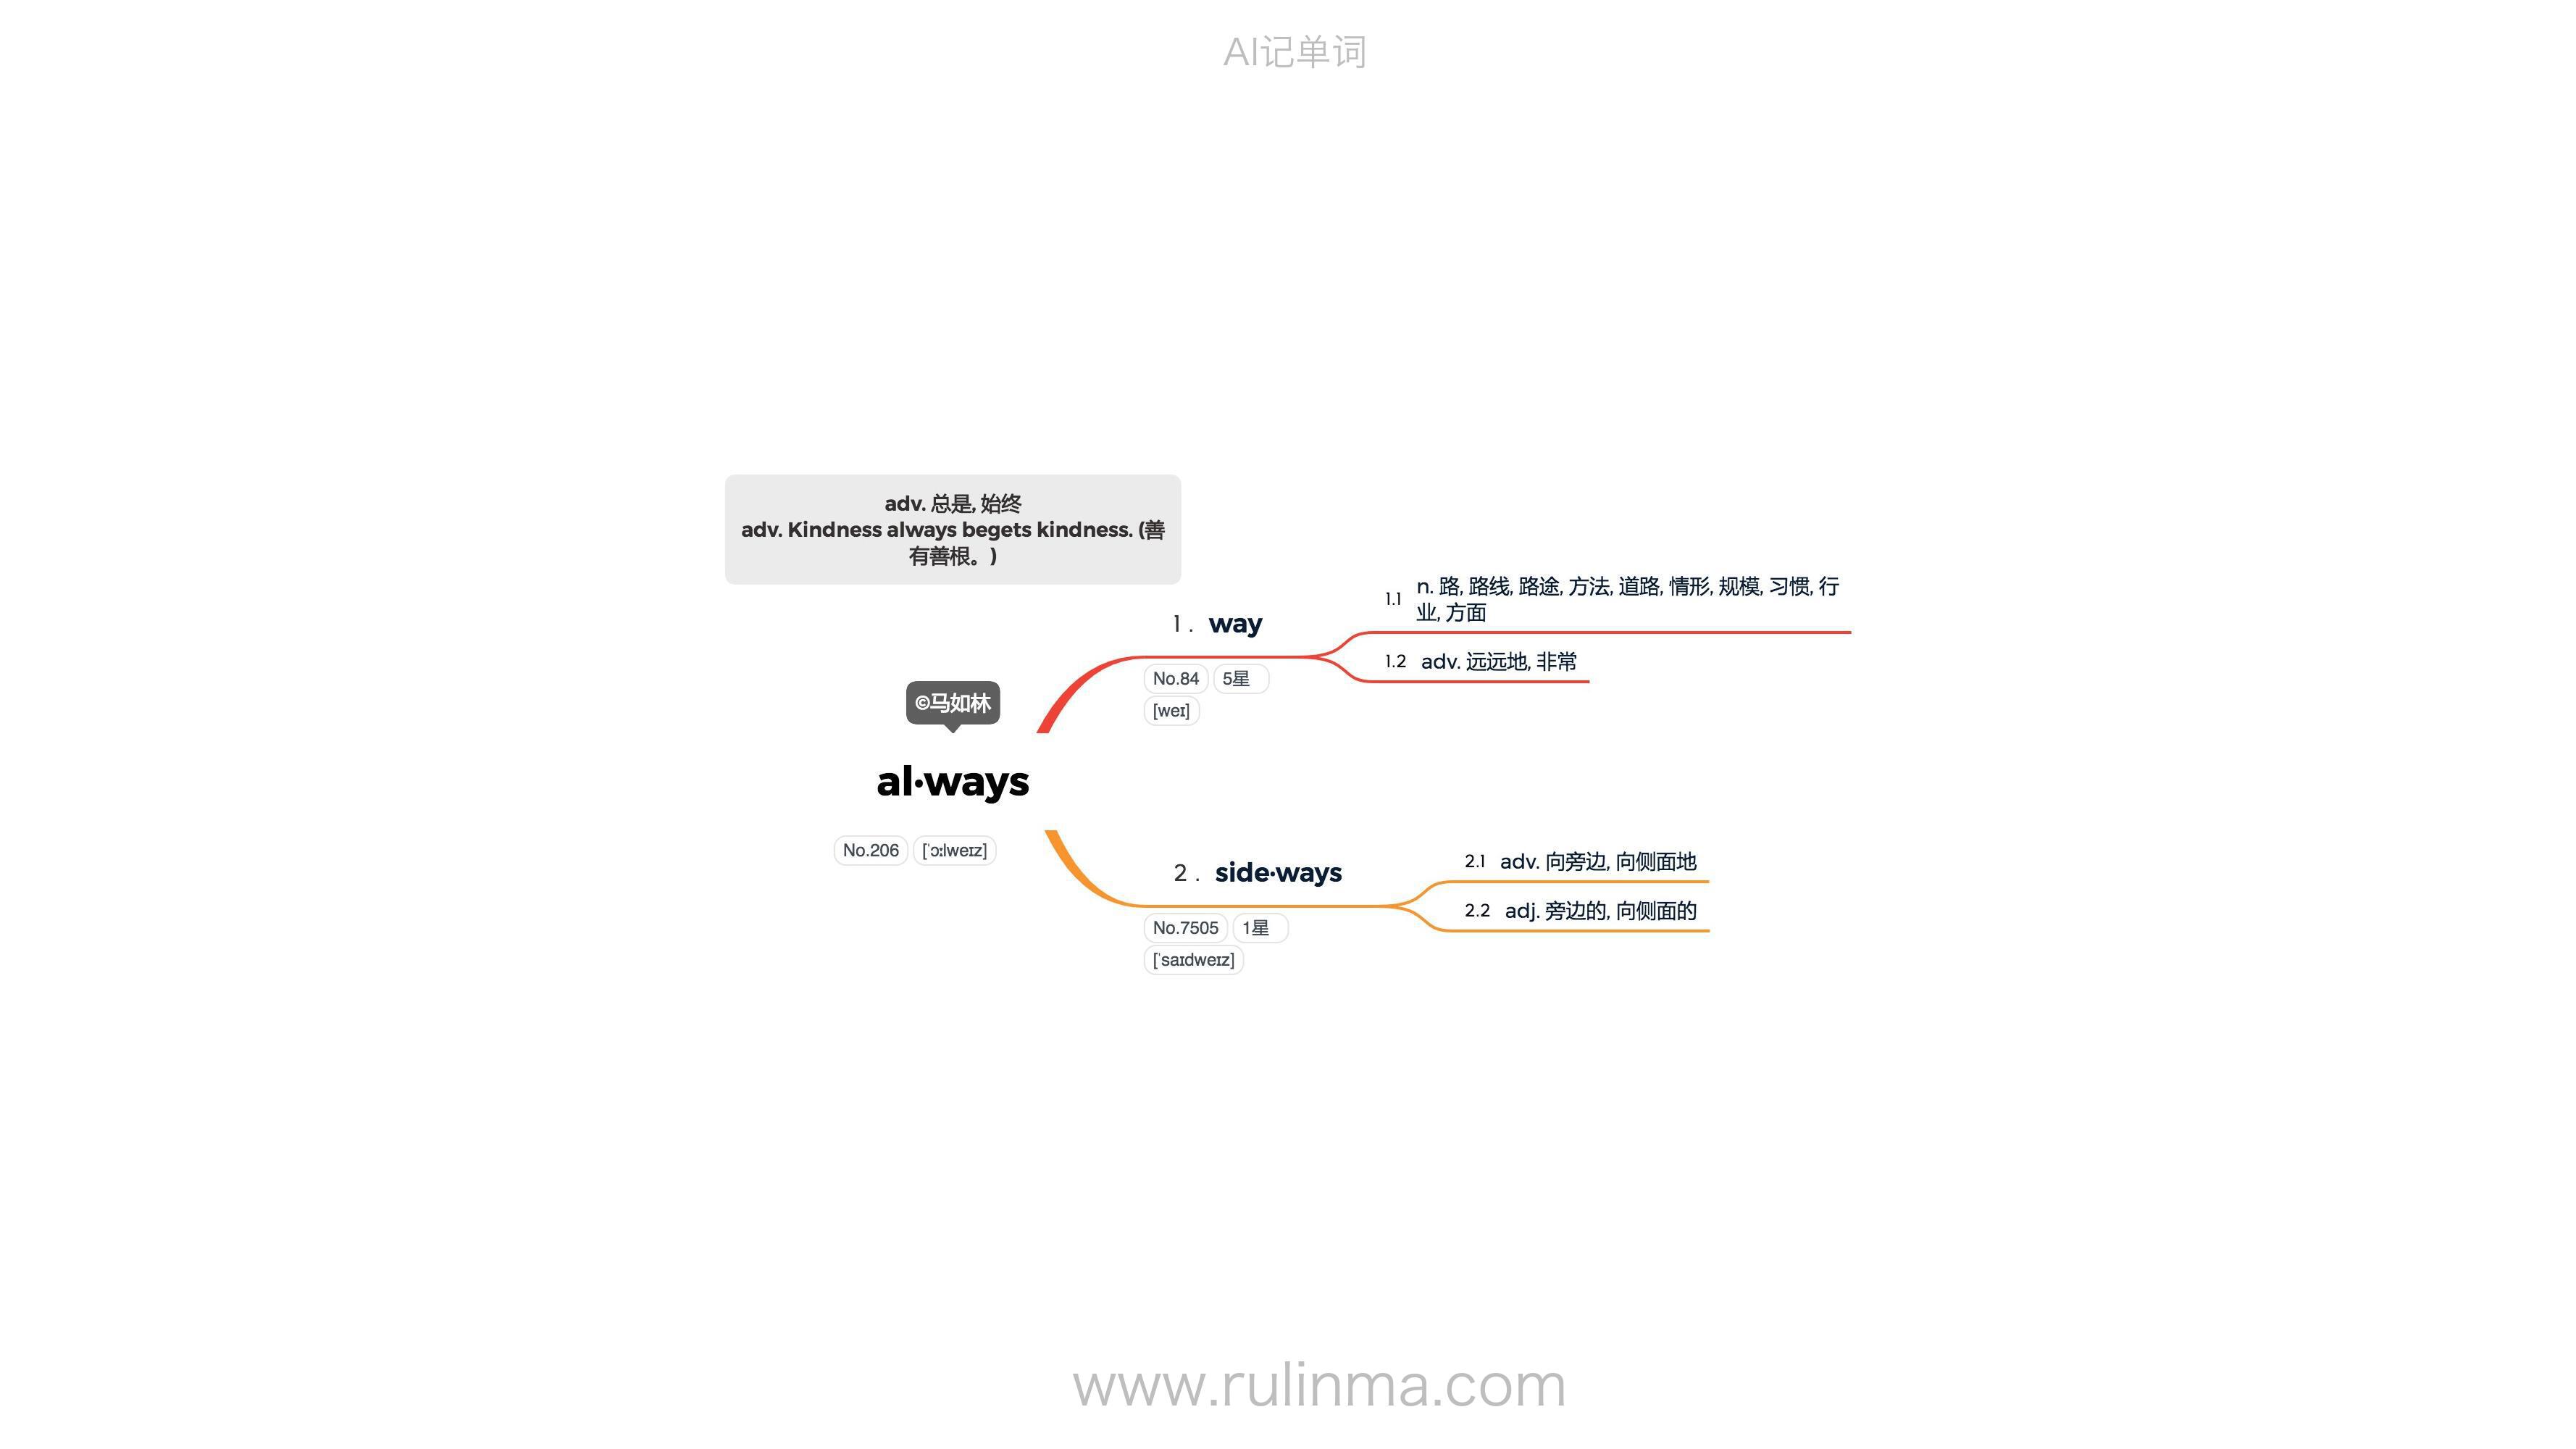 AI记单词
adv. 总是, 始终
adv. Kindness always begets kindness. (善
有善根。)
©马如林
al·ways
No.206 [ˈɔːlweɪz]
1. way
No.84 5星
[weɪ]
1.1 n. 路, 路线, 路途, 方法, 道路, 情形, 规模, 习惯, 行
业, 方面
1.2 adv. 远远地, 非常
2. side·ways
No.7505 1星
[ˈsaɪdweɪz]
2.1 adv. 向旁边, 向侧面地
2.2 adj. 旁边的, 向侧面的
www.rulinma.com